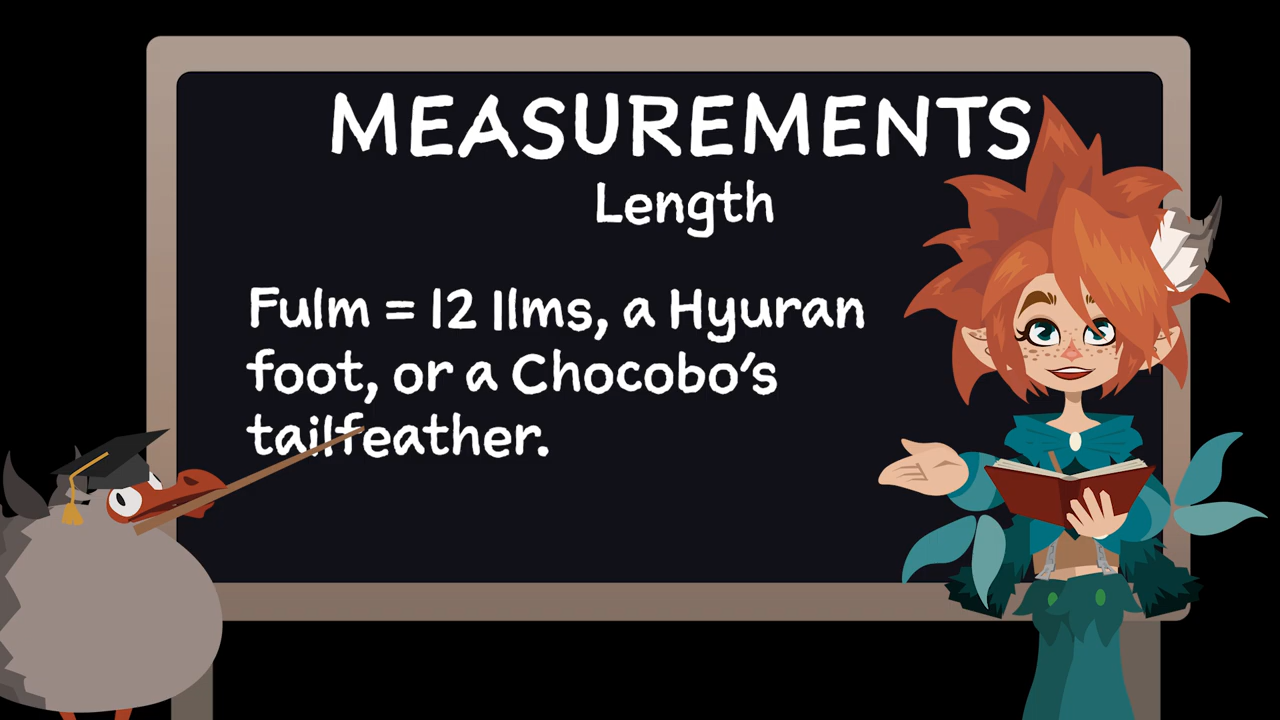 MEASUREMENTS
Length
Fulm = 12 Ilms, a Hyuran
foot, or a Chocobo's
tailfeather.